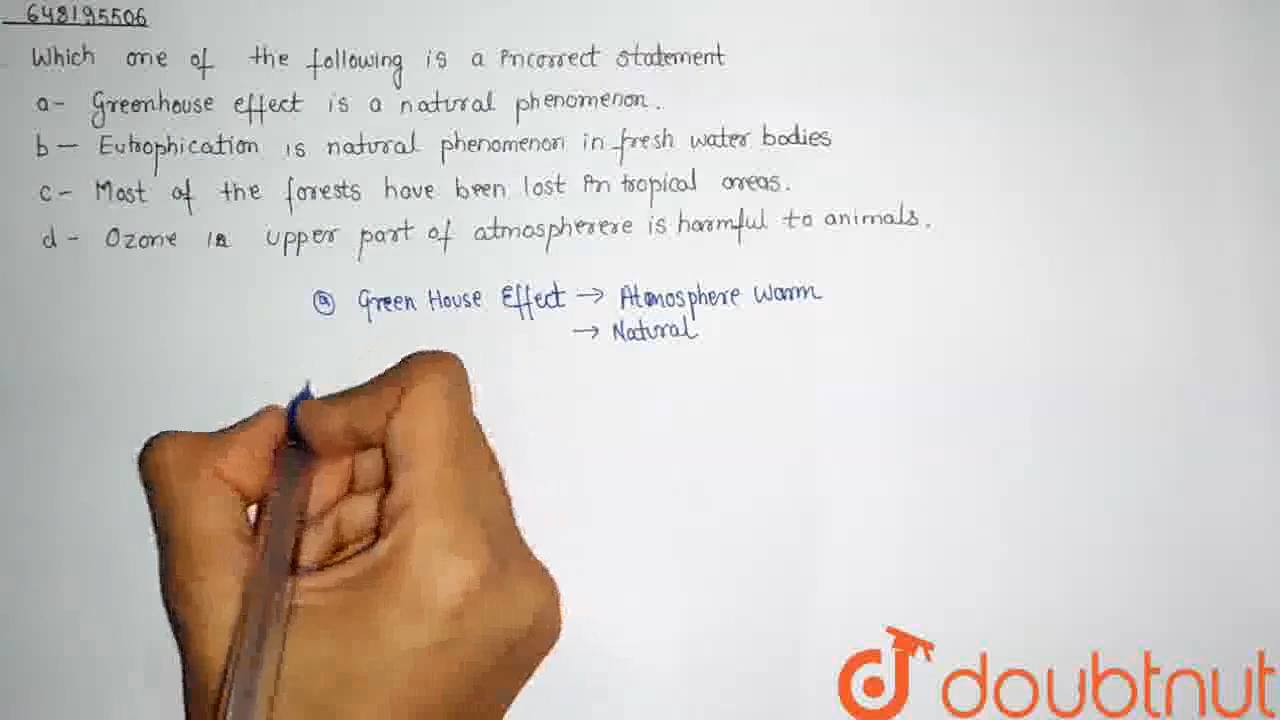 648195506
Which one of the following is a incorrect statement
a- Greenhouse effect is a natural phenomenon.
b- Eutrophication is natural phenomenon in fresh water bodies
c- Most of the forests have been lost in tropical areas.
d- Ozone in upper part of atmospherere is harmful to animals.
ⓐ Green House Effect → Atmosphere warm
→ Natural
doubtnut